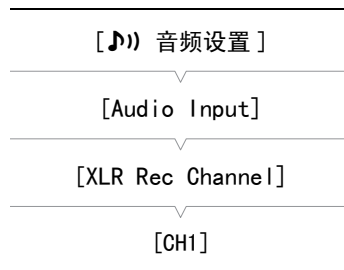 [♪)) 音频设置]
[Audio Input]
[XLR Rec Channel]
[CH1]